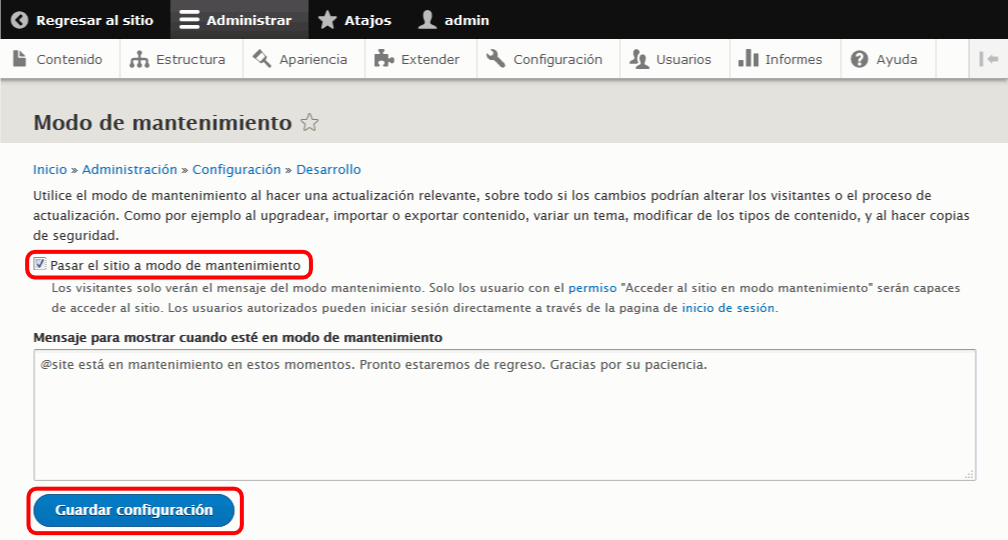 Regresar al sitio Administrar Atajos admin
Contenido Estructura Apariencia Extender Configuración Usuarios Informes Ayuda
Modo de mantenimiento
Inicio » Administración » Configuración » Desarrollo
Utilice el modo de mantenimiento al hacer una actualización relevante, sobre todo si los cambios podrían alterar los visitantes o el proceso de
actualización. Como por ejemplo al upgradear, importar o exportar contenido, variar un tema, modificar de los tipos de contenido, y al hacer copias
de seguridad.
Pasar el sitio a modo de mantenimiento
Los visitantes solo verán el mensaje del modo mantenimiento. Solo los usuario con el permiso "Acceder al sitio en modo mantenimiento" serán capaces
de acceder al sitio. Los usuarios autorizados pueden iniciar sesión directamente a través de la pagina de inicio de sesión.
Mensaje para mostrar cuando esté en modo de mantenimiento
@site está en mantenimiento en estos momentos. Pronto estaremos de regreso. Gracias por su paciencia.
Guardar configuración